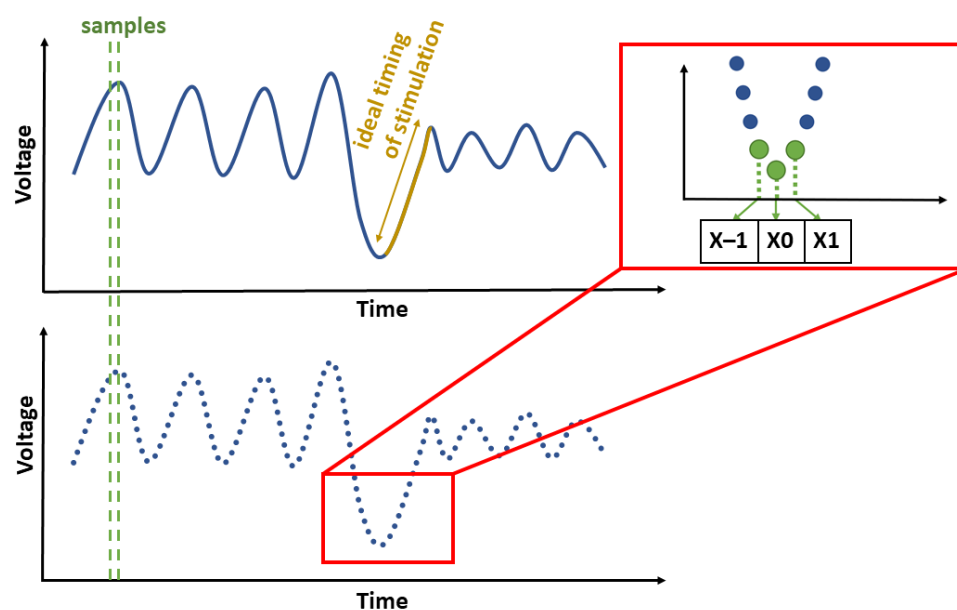 samples
Voltage
ideal timing
of stimulation
Time
X–1 X0 X1
Voltage
Time